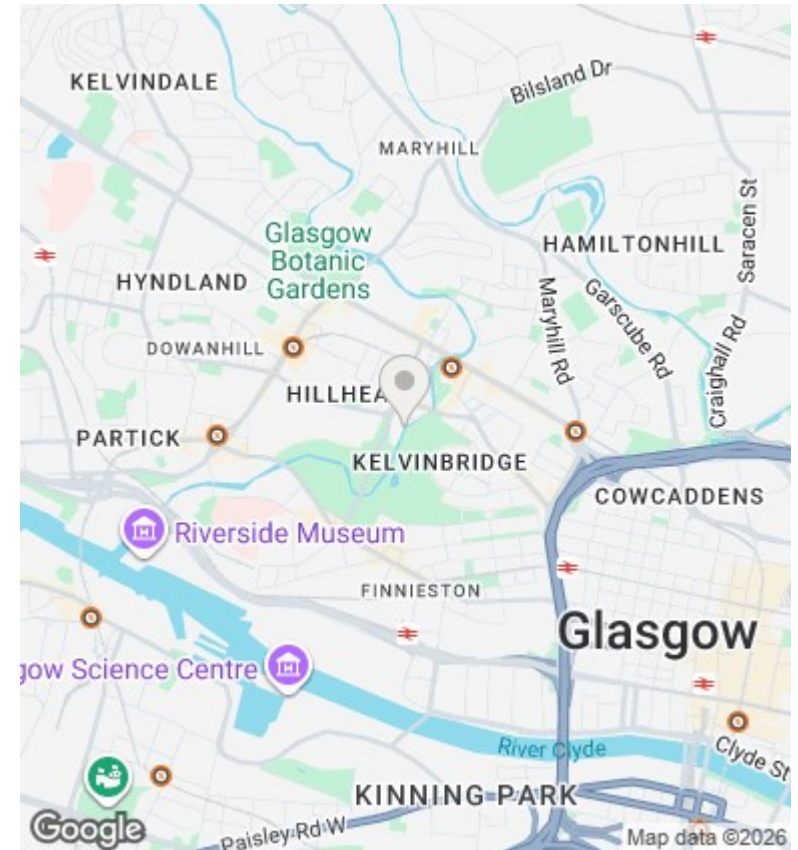 KELVINDALE
Bilsland Dr
MARYHILL
Saracen St
Glasgow
Botanic
Gardens
HAMILTONHILL
HYNDLAND
Maryhill Rd
Garscube Rd
Craighall Rd
DOWANHILL
HILLHEA
PARTICK
KELVINBRIDGE
COWCADDENS
Riverside Museum
FINNIESTON
Glasgow
gow Science Centre
River Clyde
Clyde St
KINNING PARK
Google
Paisley Rd W
Map data ©2026